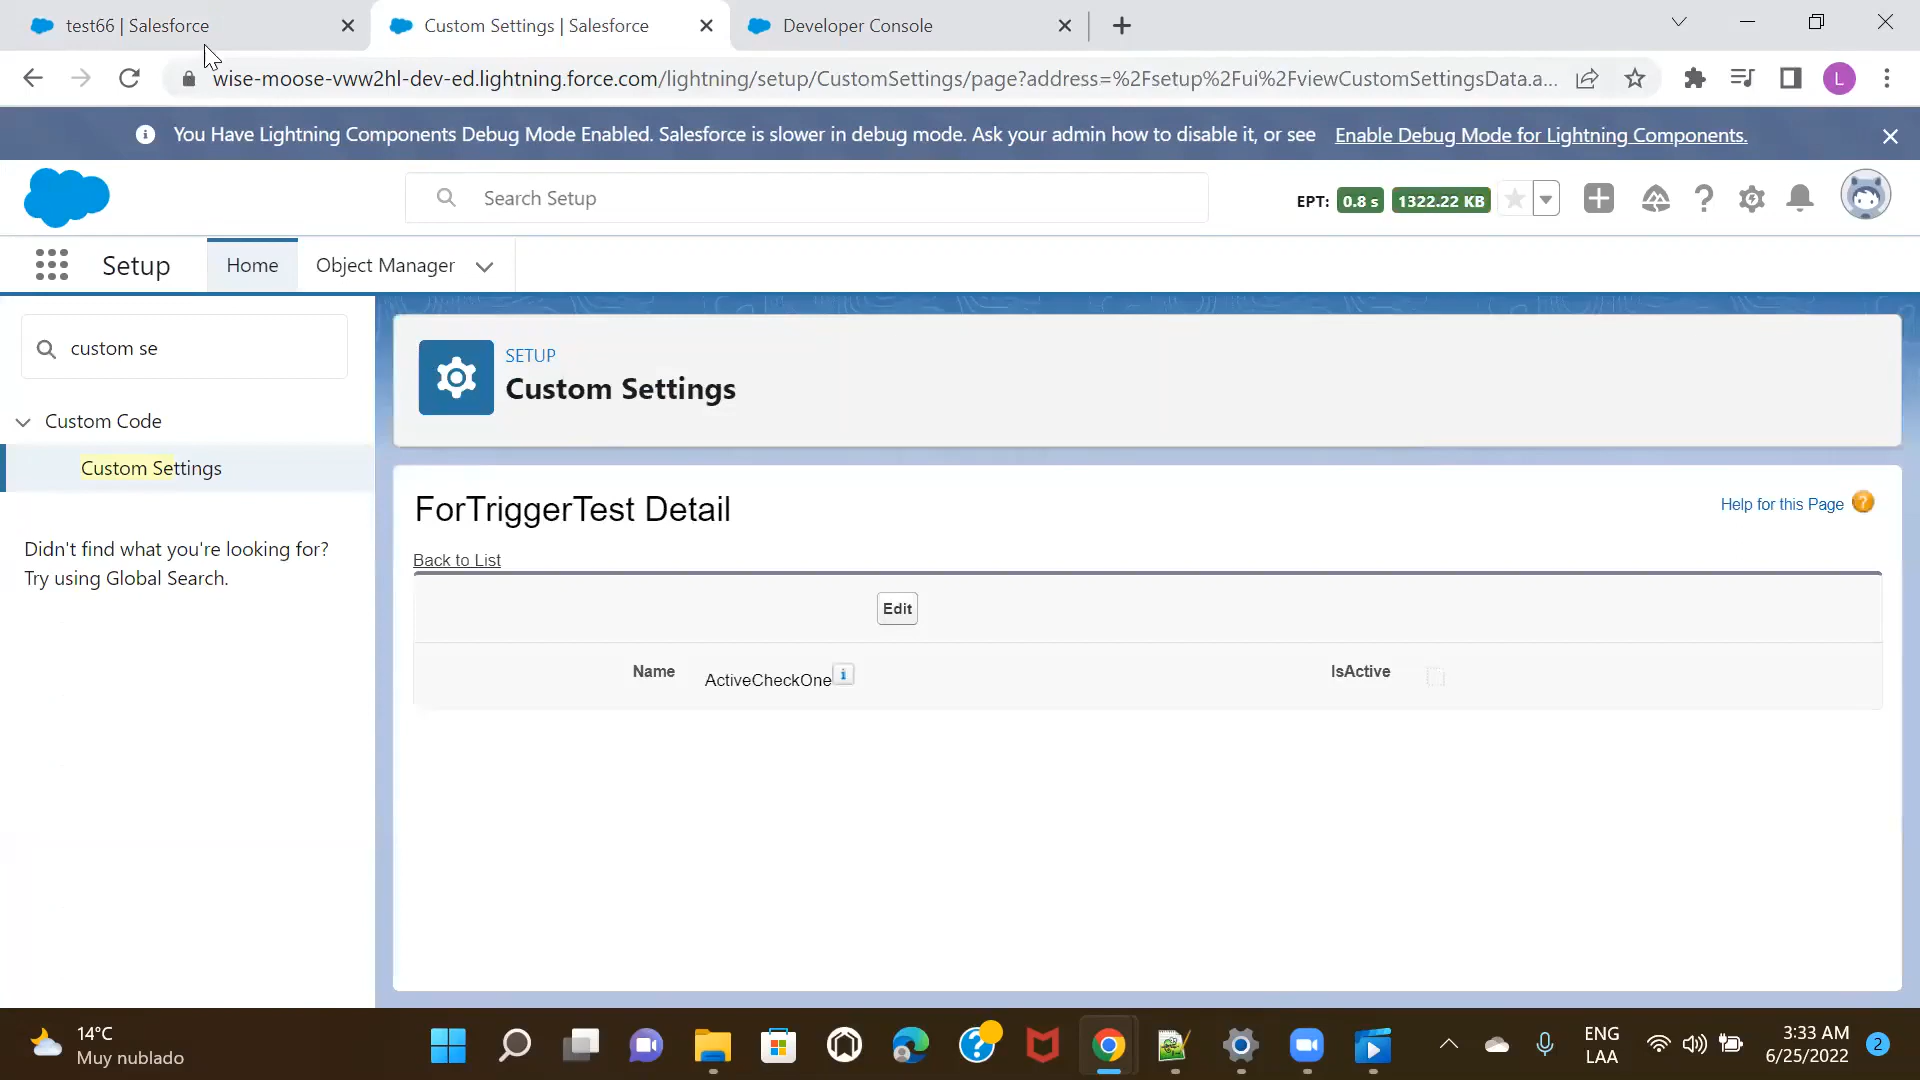 test66 | Salesforce
Custom Settings | Salesforce
Developer Console
wise-moose-vww2hl-dev-ed.lightning.force.com/lightning/setup/CustomSettings/page?address=%2Fsetup%2Fui%2FviewCustomSettingsData.a...
L
You Have Lightning Components Debug Mode Enabled. Salesforce is slower in debug mode. Ask your admin how to disable it, or see Enable Debug Mode for Lightning Components.
Search Setup
EPT: 0.8 s 1322.22 KB
Setup
Home
Object Manager
custom se
SETUP
Custom Settings
Custom Code
Custom Settings
Didn't find what you're looking for?
Try using Global Search.
ForTriggerTest Detail
Help for this Page
Back to List
Edit
Name ActiveCheckOne
IsActive
14°C
Muy nublado
ENG
LAA
3:33 AM
6/25/2022
2